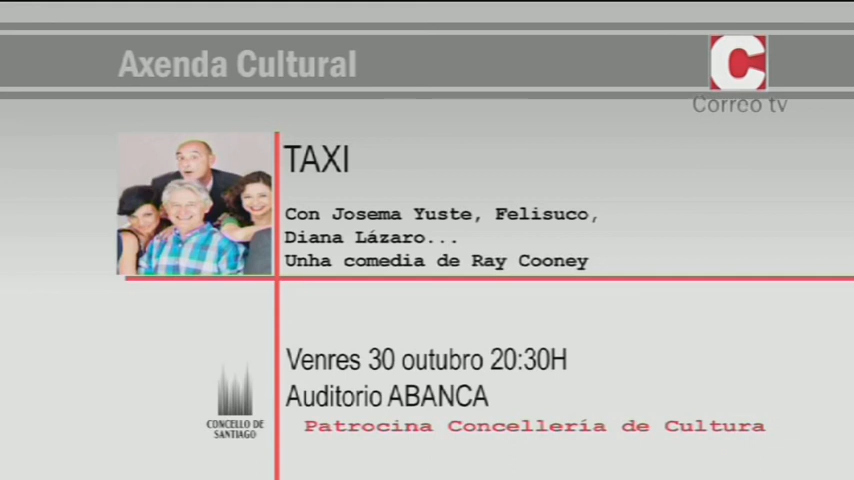 Axenda Cultural
C
Correo tv
TAXI
Con Josema Yuste, Felisuco,
Diana Lázaro...
Unha comedia de Ray Cooney
Venres 30 outubro 20:30H
Auditorio ABANCA
CONCELLO DE
SANTIAGO
Patrocina Concellería de Cultura